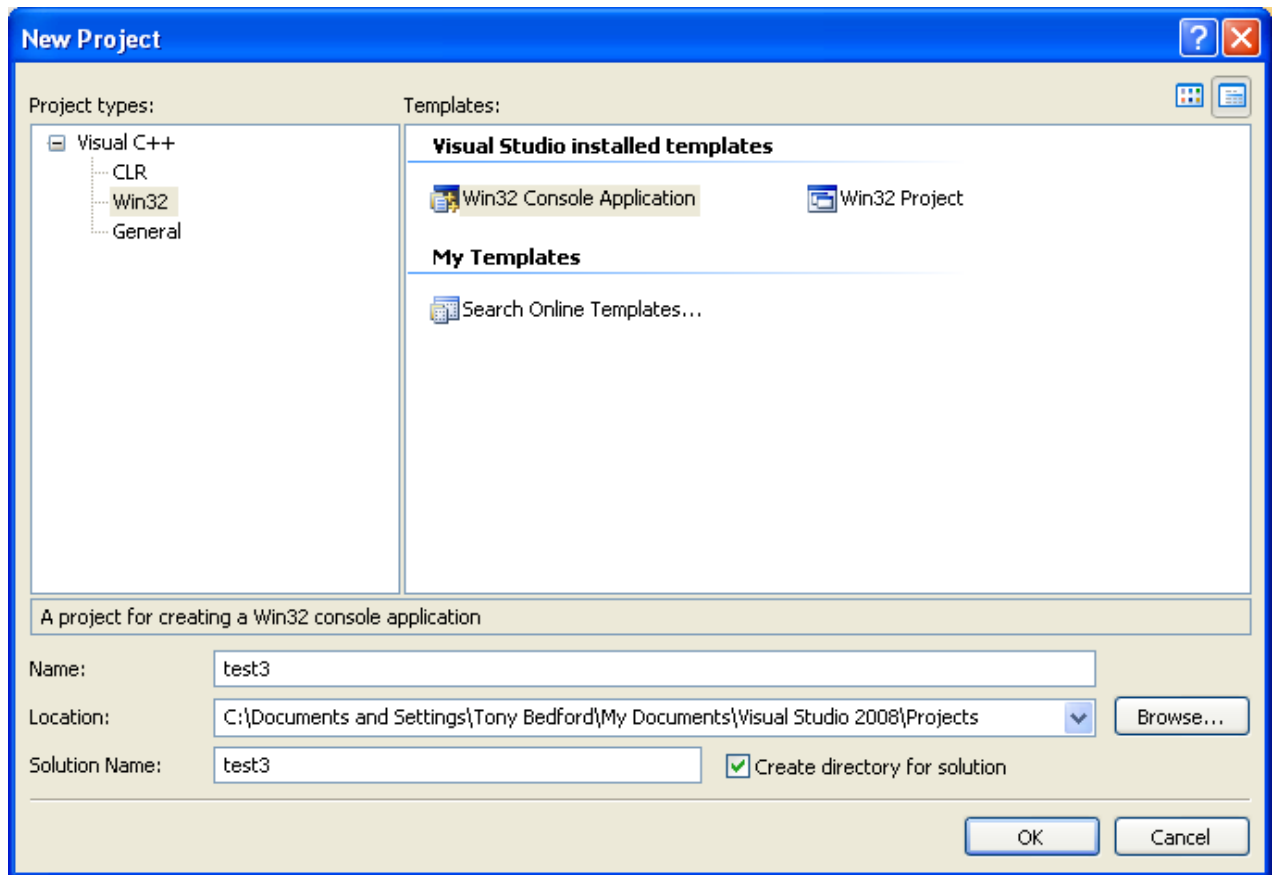 New Project
Project types:
Templates:
Visual C++
CLR
Win32
General
Visual Studio installed templates
Win32 Console Application
Win32 Project
My Templates
Search Online Templates...
A project for creating a Win32 console application
Name:
test3
Location:
C:\Documents and Settings\Tony Bedford\My Documents\Visual Studio 2008\Projects
Browse...
Solution Name:
test3
Create directory for solution
OK
Cancel